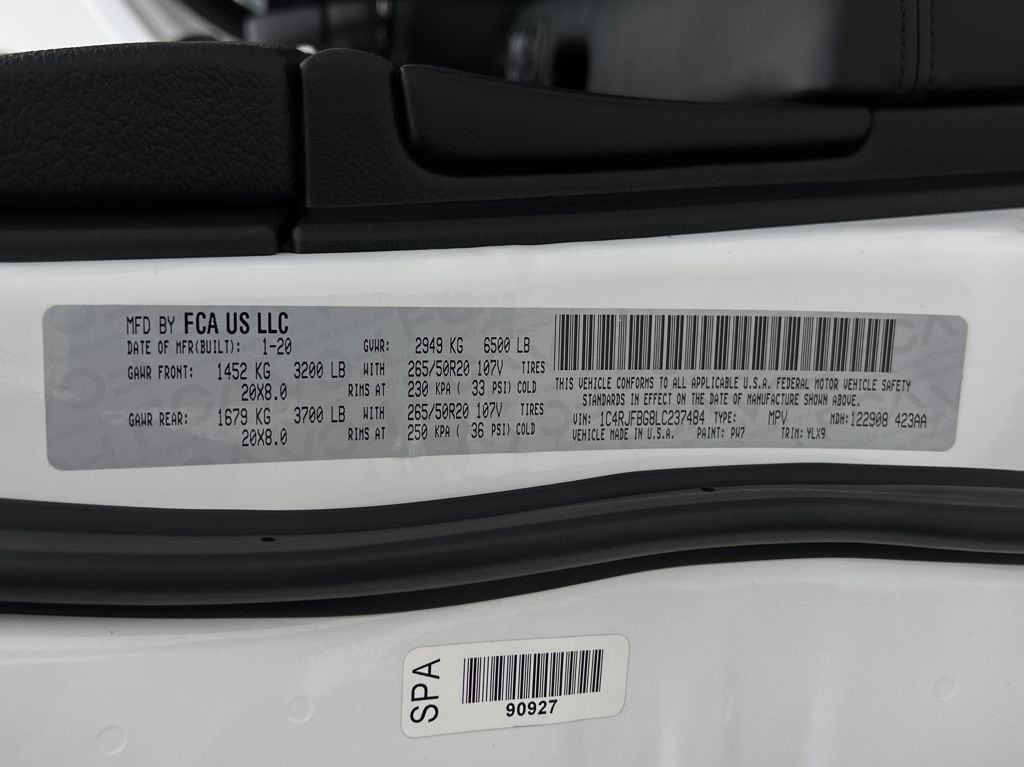 MFD BY FCA US LLC
DATE OF MFR(BUILT): 1-20 GVWR: 2949 KG 6500 LB
GAWR FRONT: 1452 KG 3200 LB WITH 265/50R20 107V TIRES
20X8.0 RIMS AT 230 KPA ( 33 PSI) COLD
GAWR REAR: 1679 KG 3700 LB WITH 265/50R20 107V TIRES
20X8.0 RIMS AT 250 KPA ( 36 PSI) COLD
THIS VEHICLE CONFORMS TO ALL APPLICABLE U.S.A. FEDERAL MOTOR VEHICLE SAFETY
STANDARDS IN EFFECT ON THE DATE OF MANUFACTURE SHOWN ABOVE.
VIN: 1C4RJFBG8LC237484 TYPE: MPV MDH:122908 423AA
VEHICLE MADE IN U.S.A. PAINT: PW7 TRIM: YLX9
SPA
90927